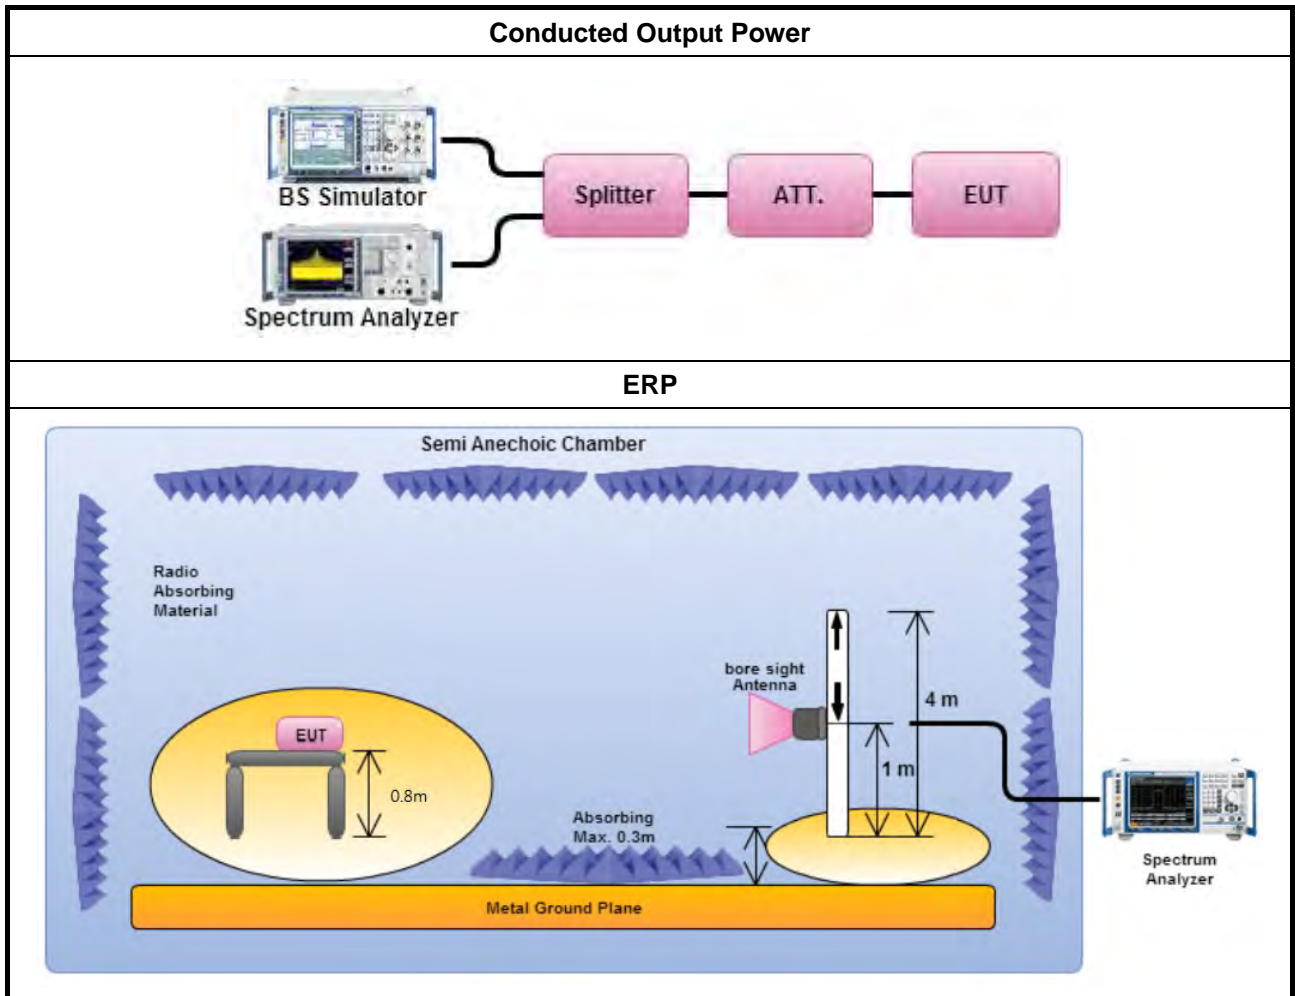 Conducted Output Power
BS Simulator
Splitter
ATT.
EUT
Spectrum Analyzer
ERP
Semi Anechoic Chamber
Radio
Absorbing
Material
bore sight
Antenna
4 m
EUT
1 m
0.8m
Absorbing
Max. 0.3m
Spectrum
Analyzer
Metal Ground Plane